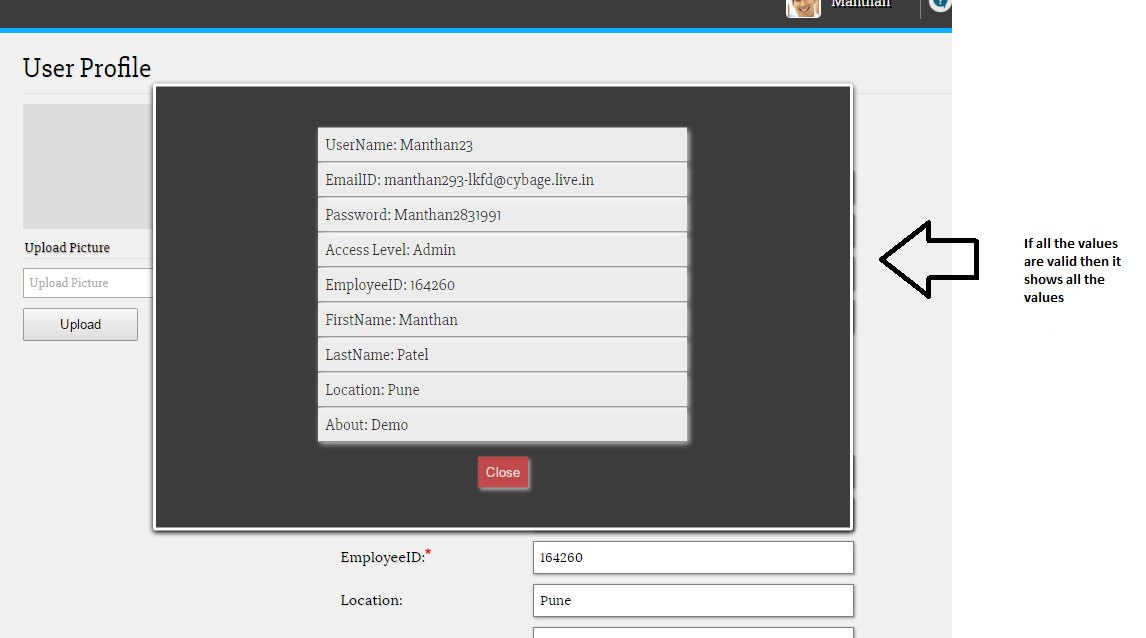 Manthan
?
User Profile
UserName: Manthan23
EmailID: manthan293-lkfd@cybage.live.in
Password: Manthan2831991
Access Level: Admin
EmployeeID: 164260
FirstName: Manthan
LastName: Patel
Location: Pune
About: Demo
Close
Upload Picture
Upload Picture
Upload
If all the values
are valid then it
shows all the
values
EmployeeID:* 164260
Location: Pune